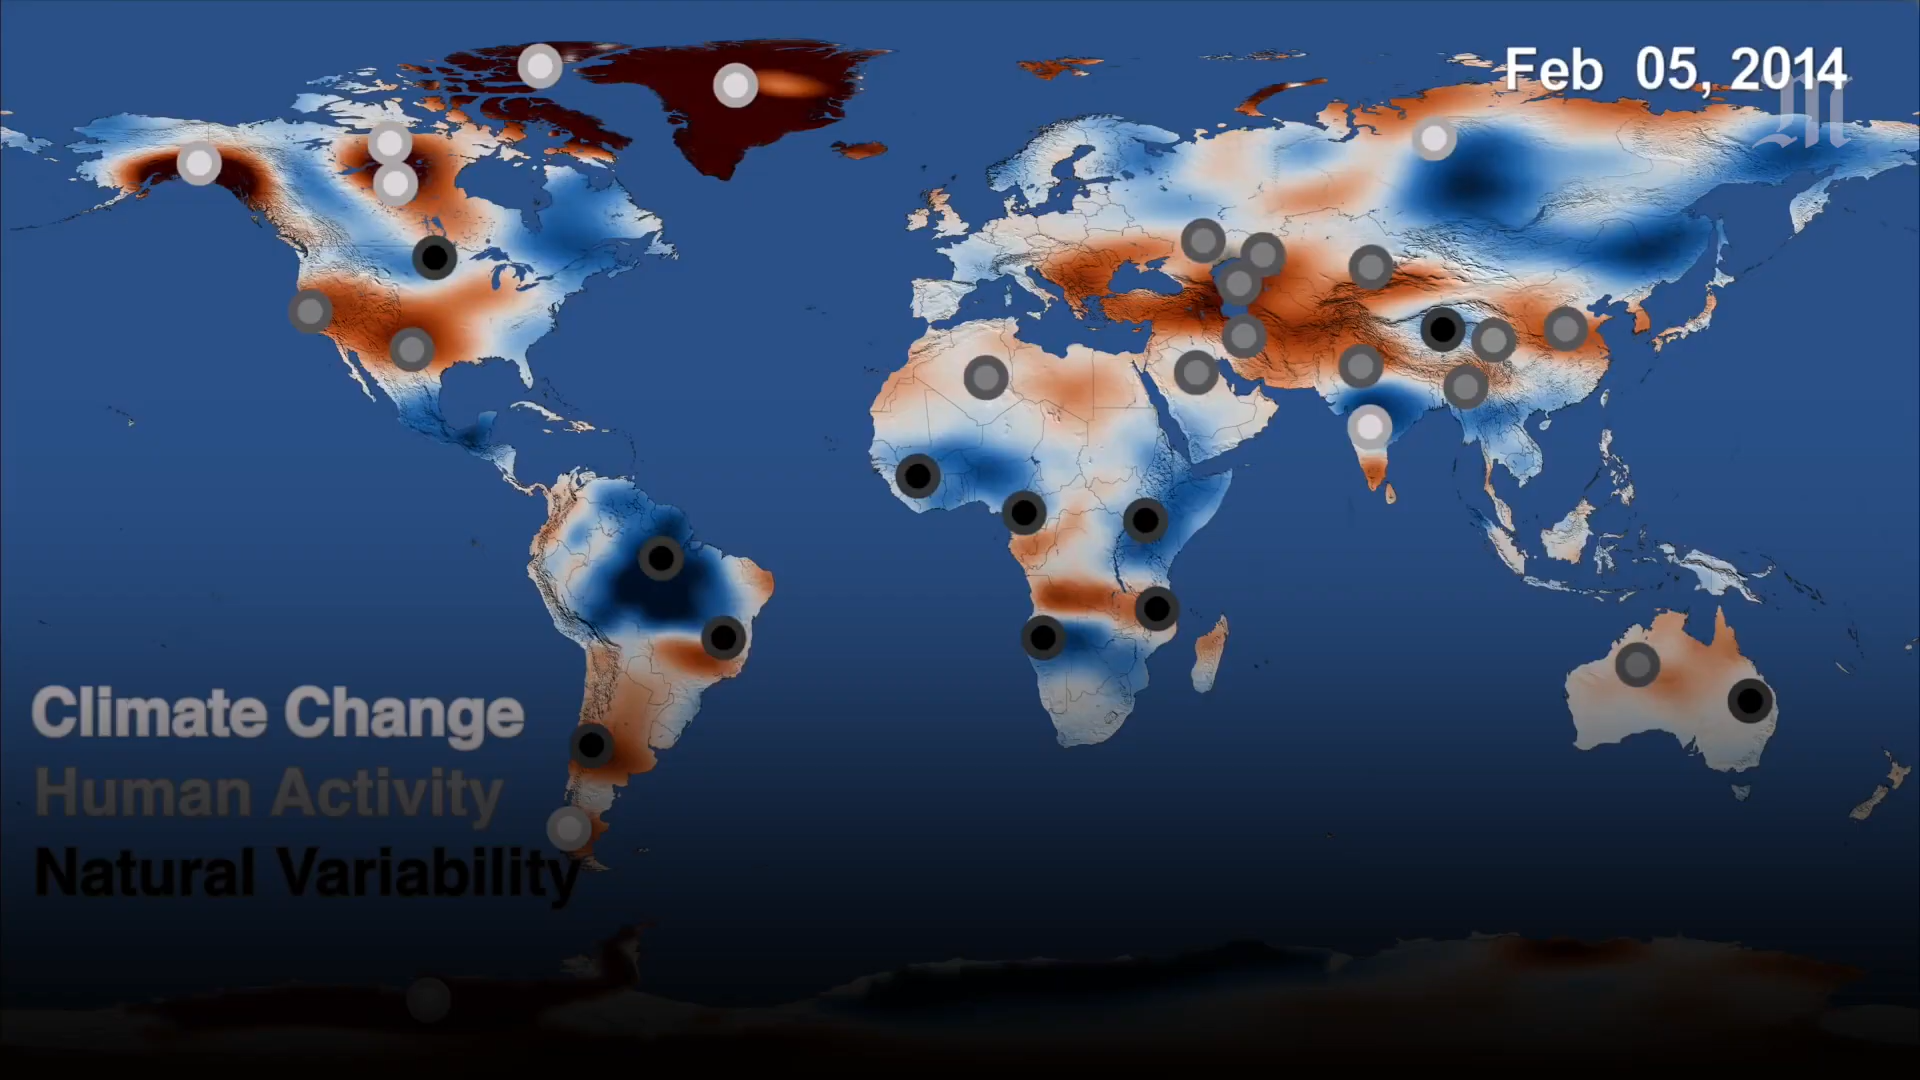 Feb 05, 2014
M
Climate Change
Human Activity
Natural Variability